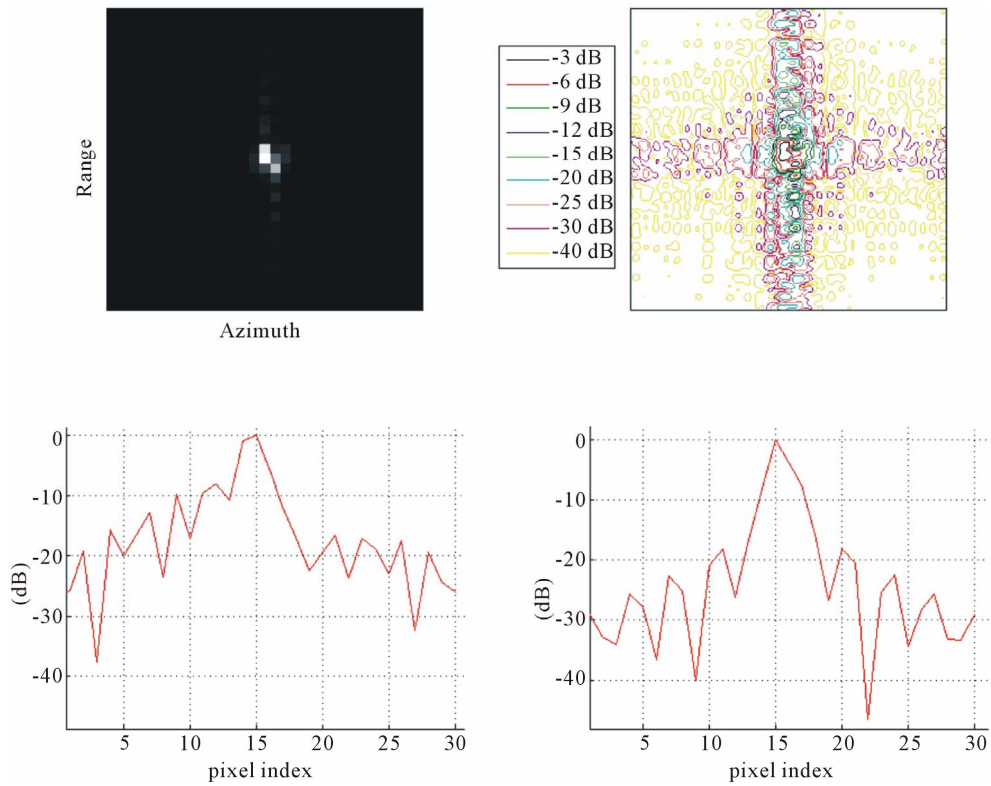 Range
Azimuth
-3 dB
-6 dB
-9 dB
-12 dB
-15 dB
-20 dB
-25 dB
-30 dB
-40 dB
0
-10
-20
-30
-40
(dB)
5 10 15 20 25 30
pixel index
0
-10
-20
-30
-40
(dB)
5 10 15 20 25 30
pixel index